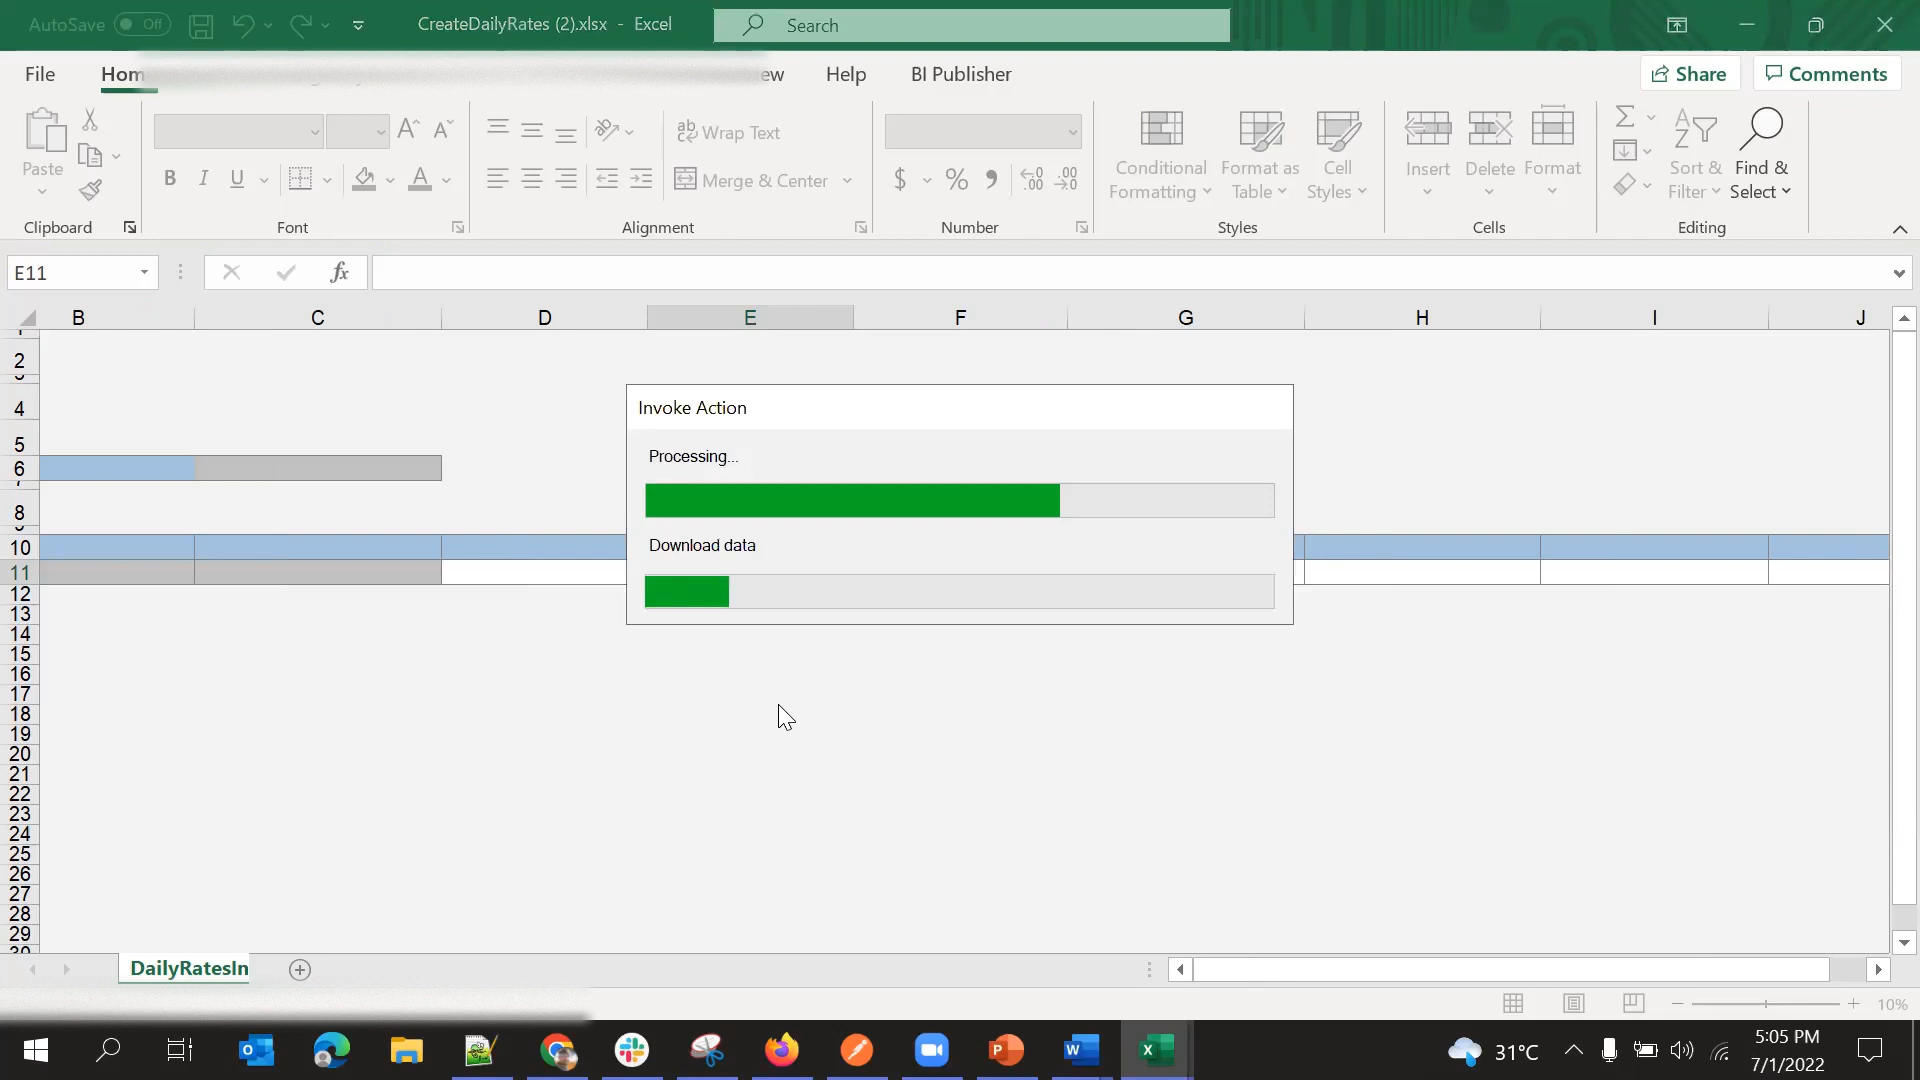 AutoSave Off CreateDailyRates (2).xlsx - Excel Search
File Hom ew Help BI Publisher Share Comments
Paste Wrap Text Merge & Center
Conditional Formatting Format as Table Cell Styles
Insert Delete Format Sort & Filter Find & Select
Clipboard Font Alignment Number Styles Cells Editing
E11 fx
B C D E F G H I J
2
4
5
6
8
10
11
12
13
14
15
16
17
18
19
20
21
22
23
24
25
26
27
28
29
30
Invoke Action
Processing...
Download data
DailyRatesIn
10%
31°C 5:05 PM
7/1/2022